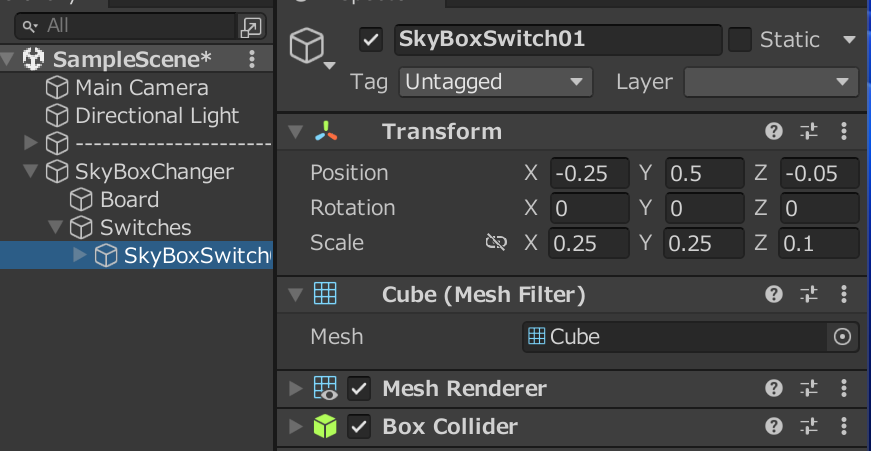 All
SampleScene*
Main Camera
Directional Light
----------------------
SkyBoxChanger
Board
Switches
SkyBoxSwitch
SkyBoxSwitch01
Static
Tag Untagged Layer
Transform
Position X -0.25 Y 0.5 Z -0.05
Rotation X 0 Y 0 Z 0
Scale X 0.25 Y 0.25 Z 0.1
Cube (Mesh Filter)
Mesh Cube
Mesh Renderer
Box Collider